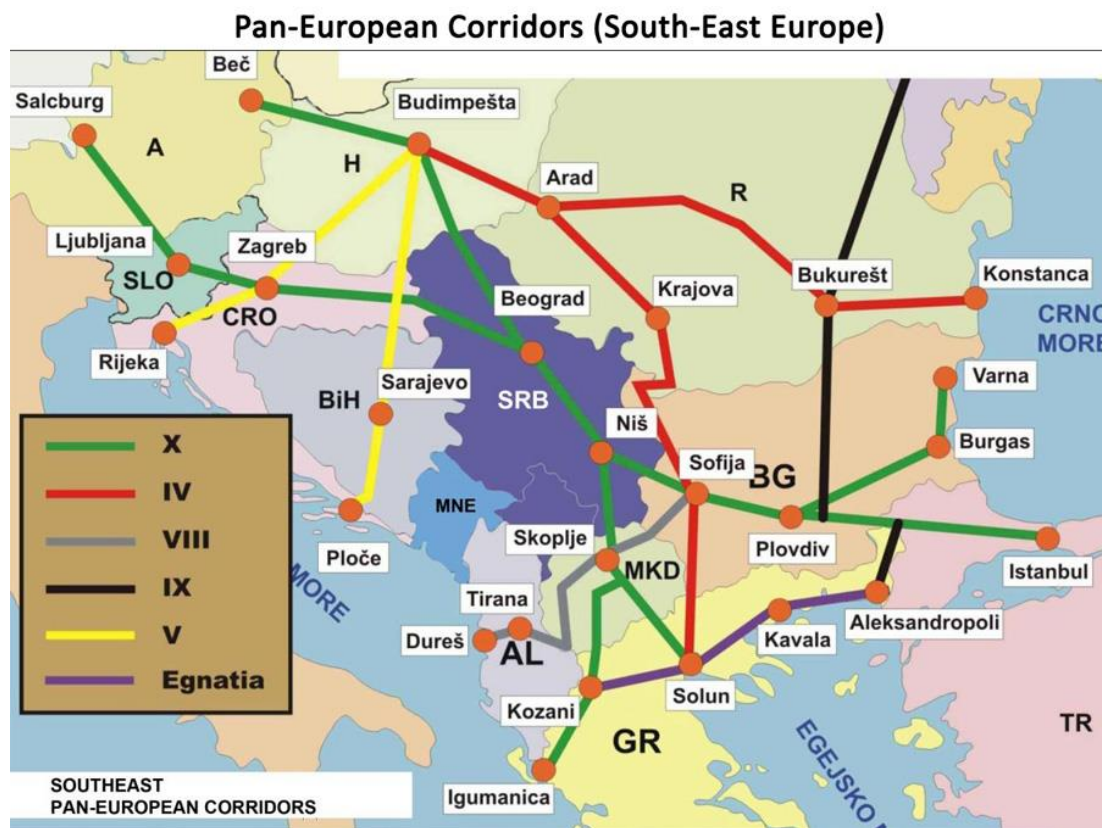 Pan-European Corridors (South-East Europe)
Beč
Salcburg
Budimpešta
A
H
Arad
R
Ljubljana
Zagreb
SLO
CRO
Beograd
Krajova
Bukurešt
Konstanca
CRNO
MORE
Rijeka
Sarajevo
BiH
SRB
Varna
Niš
Sofija
BG
Burgas
X
IV
VIII
IX
V
Egnatia
MNE
Ploče
MORE
Skoplje
MKD
Plovdiv
Istanbul
Tirana
Dureš
AL
Kavala
Aleksandropoli
Kozani
Solun
GR
TR
EGEJSKO
Igumanica
SOUTHEAST
PAN-EUROPEAN CORRIDORS